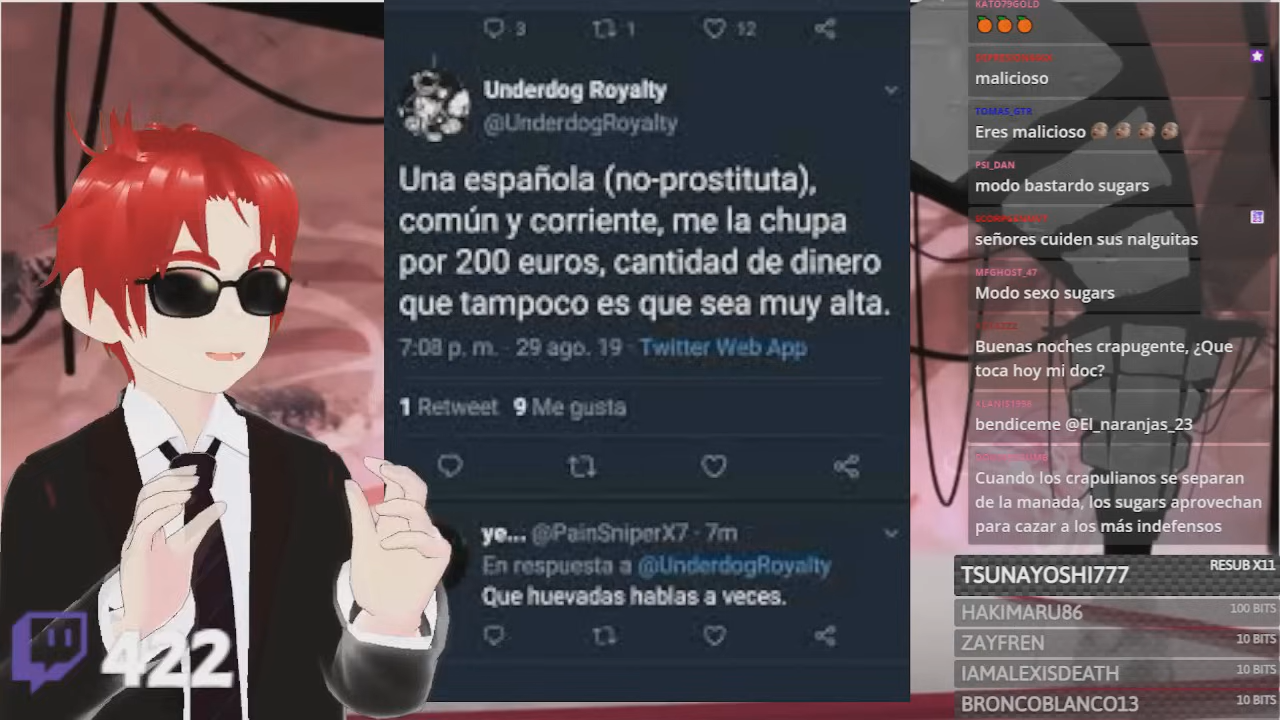 3 1 12
Underdog Royalty
@UnderdogRoyalty
Una española (no-prostituta),
común y corriente, me la chupa
por 200 euros, cantidad de dinero
que tampoco es que sea muy alta.
7:08 p. m. · 29 ago. 19 · Twitter Web App
1 Retweet 9 Me gusta
ye... @PainSniperX7 · 7m
En respuesta a @UnderdogRoyalty
Que huevadas hablas a veces.
422
KATO79GOLD
malicioso
TOMAS_GTR
Eres malicioso
PSI_DAN
modo bastardo sugars
señores cuiden sus nalguitas
MFGHOST_47
Modo sexo sugars
Buenas noches crapugente, ¿Que
toca hoy mi doc?
KLANIS1998
bendiceme @El_naranjas_23
Cuando los crapulianos se separan
de la manada, los sugars aprovechan
para cazar a los más indefensos
TSUNAYOSHI777 RESUB X11
HAKIMARU86 100 BITS
ZAYFREN 10 BITS
IAMALEXISDEATH 10 BITS
BRONCOBLANCO13 10 BITS